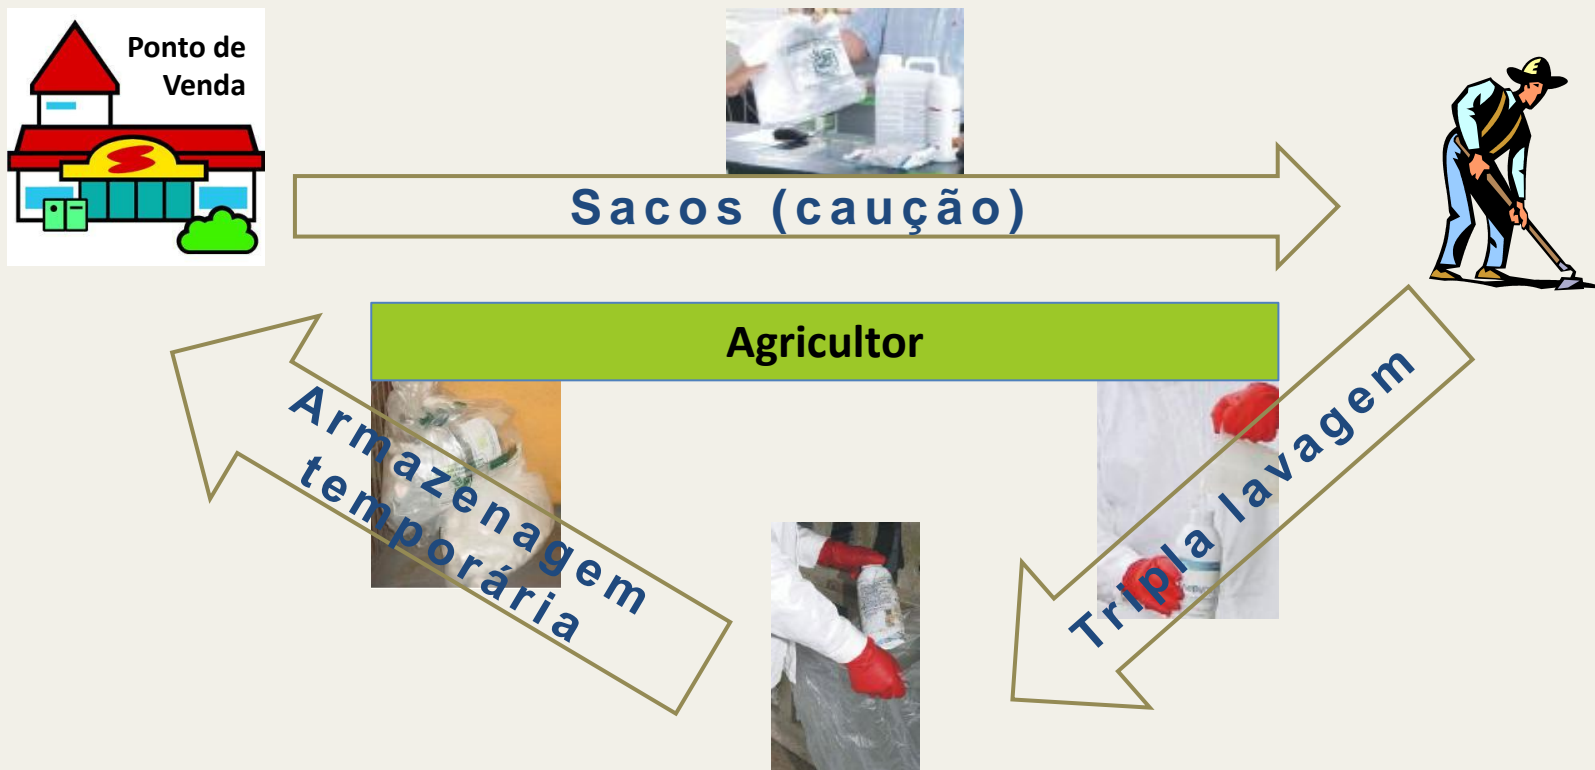 Ponto de
Venda
Sacos (caução)
Agricultor
Tripla lavagem
Armazenagem
temporária